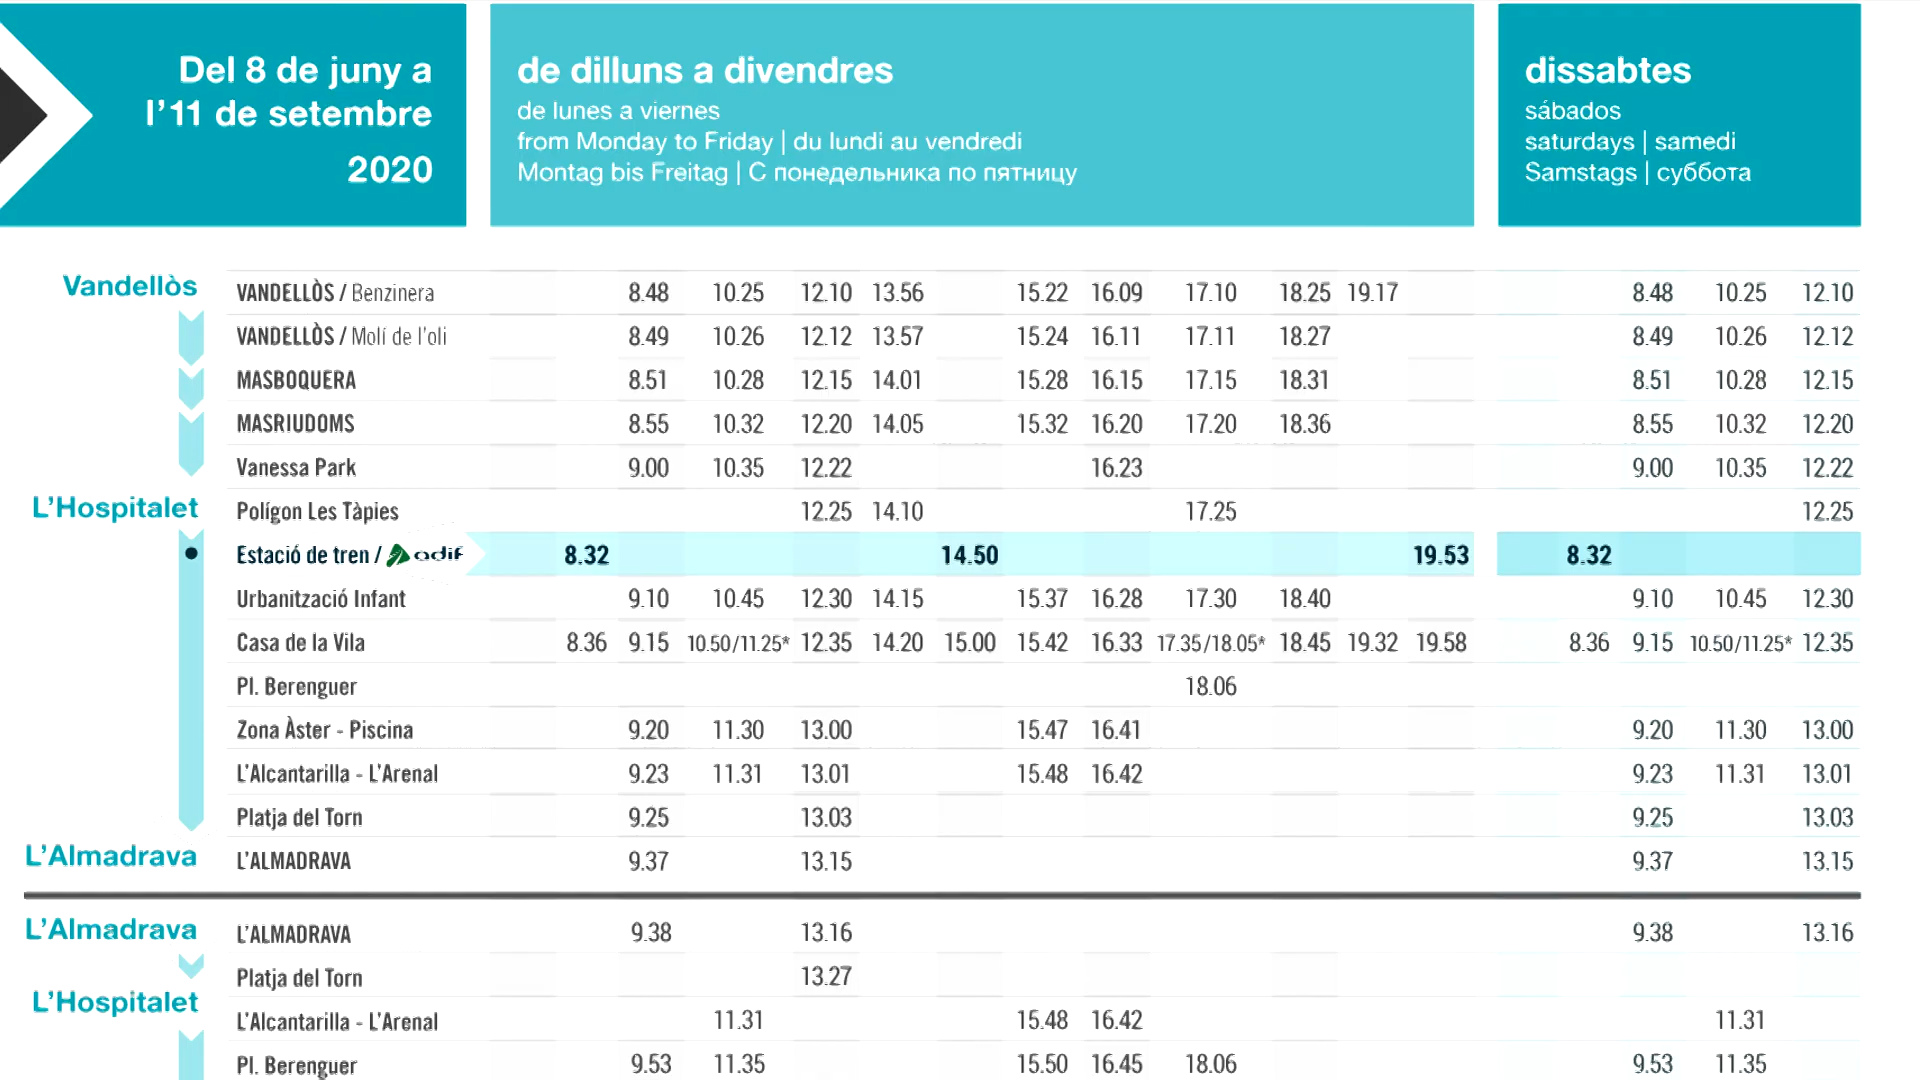 Del 8 de juny a
l'11 de setembre
2020
de dilluns a divendres
de lunes a viernes
from Monday to Friday | du lundi au vendredi
Montag bis Freitag | С понедельника по пятницу
dissabtes
sábados
saturdays | samedi
Samstags | суббота
Vandellòs
VANDELLÒS / Benzinera 8.48 10.25 12.10 13.56 15.22 16.09 17.10 18.25 19.17 8.48 10.25 12.10
VANDELLÒS / Molí de l'oli 8.49 10.26 12.12 13.57 15.24 16.11 17.11 18.27 8.49 10.26 12.12
MASBOQUERA 8.51 10.28 12.15 14.01 15.28 16.15 17.15 18.31 8.51 10.28 12.15
MASRIUDOMS 8.55 10.32 12.20 14.05 15.32 16.20 17.20 18.36 8.55 10.32 12.20
Vanessa Park 9.00 10.35 12.22 16.23 9.00 10.35 12.22
L'Hospitalet
Polígon Les Tàpies 12.25 14.10 17.25 12.25
Estació de tren / adif 8.32 14.50 19.53 8.32
Urbanització Infant 9.10 10.45 12.30 14.15 15.37 16.28 17.30 18.40 9.10 10.45 12.30
Casa de la Vila 8.36 9.15 10.50/11.25* 12.35 14.20 15.00 15.42 16.33 17.35/18.05* 18.45 19.32 19.58 8.36 9.15 10.50/11.25* 12.35
Pl. Berenguer 18.06
Zona Àster - Piscina 9.20 11.30 13.00 15.47 16.41 9.20 11.30 13.00
L'Alcantarilla - L'Arenal 9.23 11.31 13.01 15.48 16.42 9.23 11.31 13.01
Platja del Torn 9.25 13.03 9.25 13.03
L'Almadrava
L'ALMADRAVA 9.37 13.15 9.37 13.15
L'Almadrava
L'ALMADRAVA 9.38 13.16 9.38 13.16
Platja del Torn 13.27
L'Hospitalet
L'Alcantarilla - L'Arenal 11.31 15.48 16.42 11.31
Pl. Berenguer 9.53 11.35 15.50 16.45 18.06 9.53 11.35